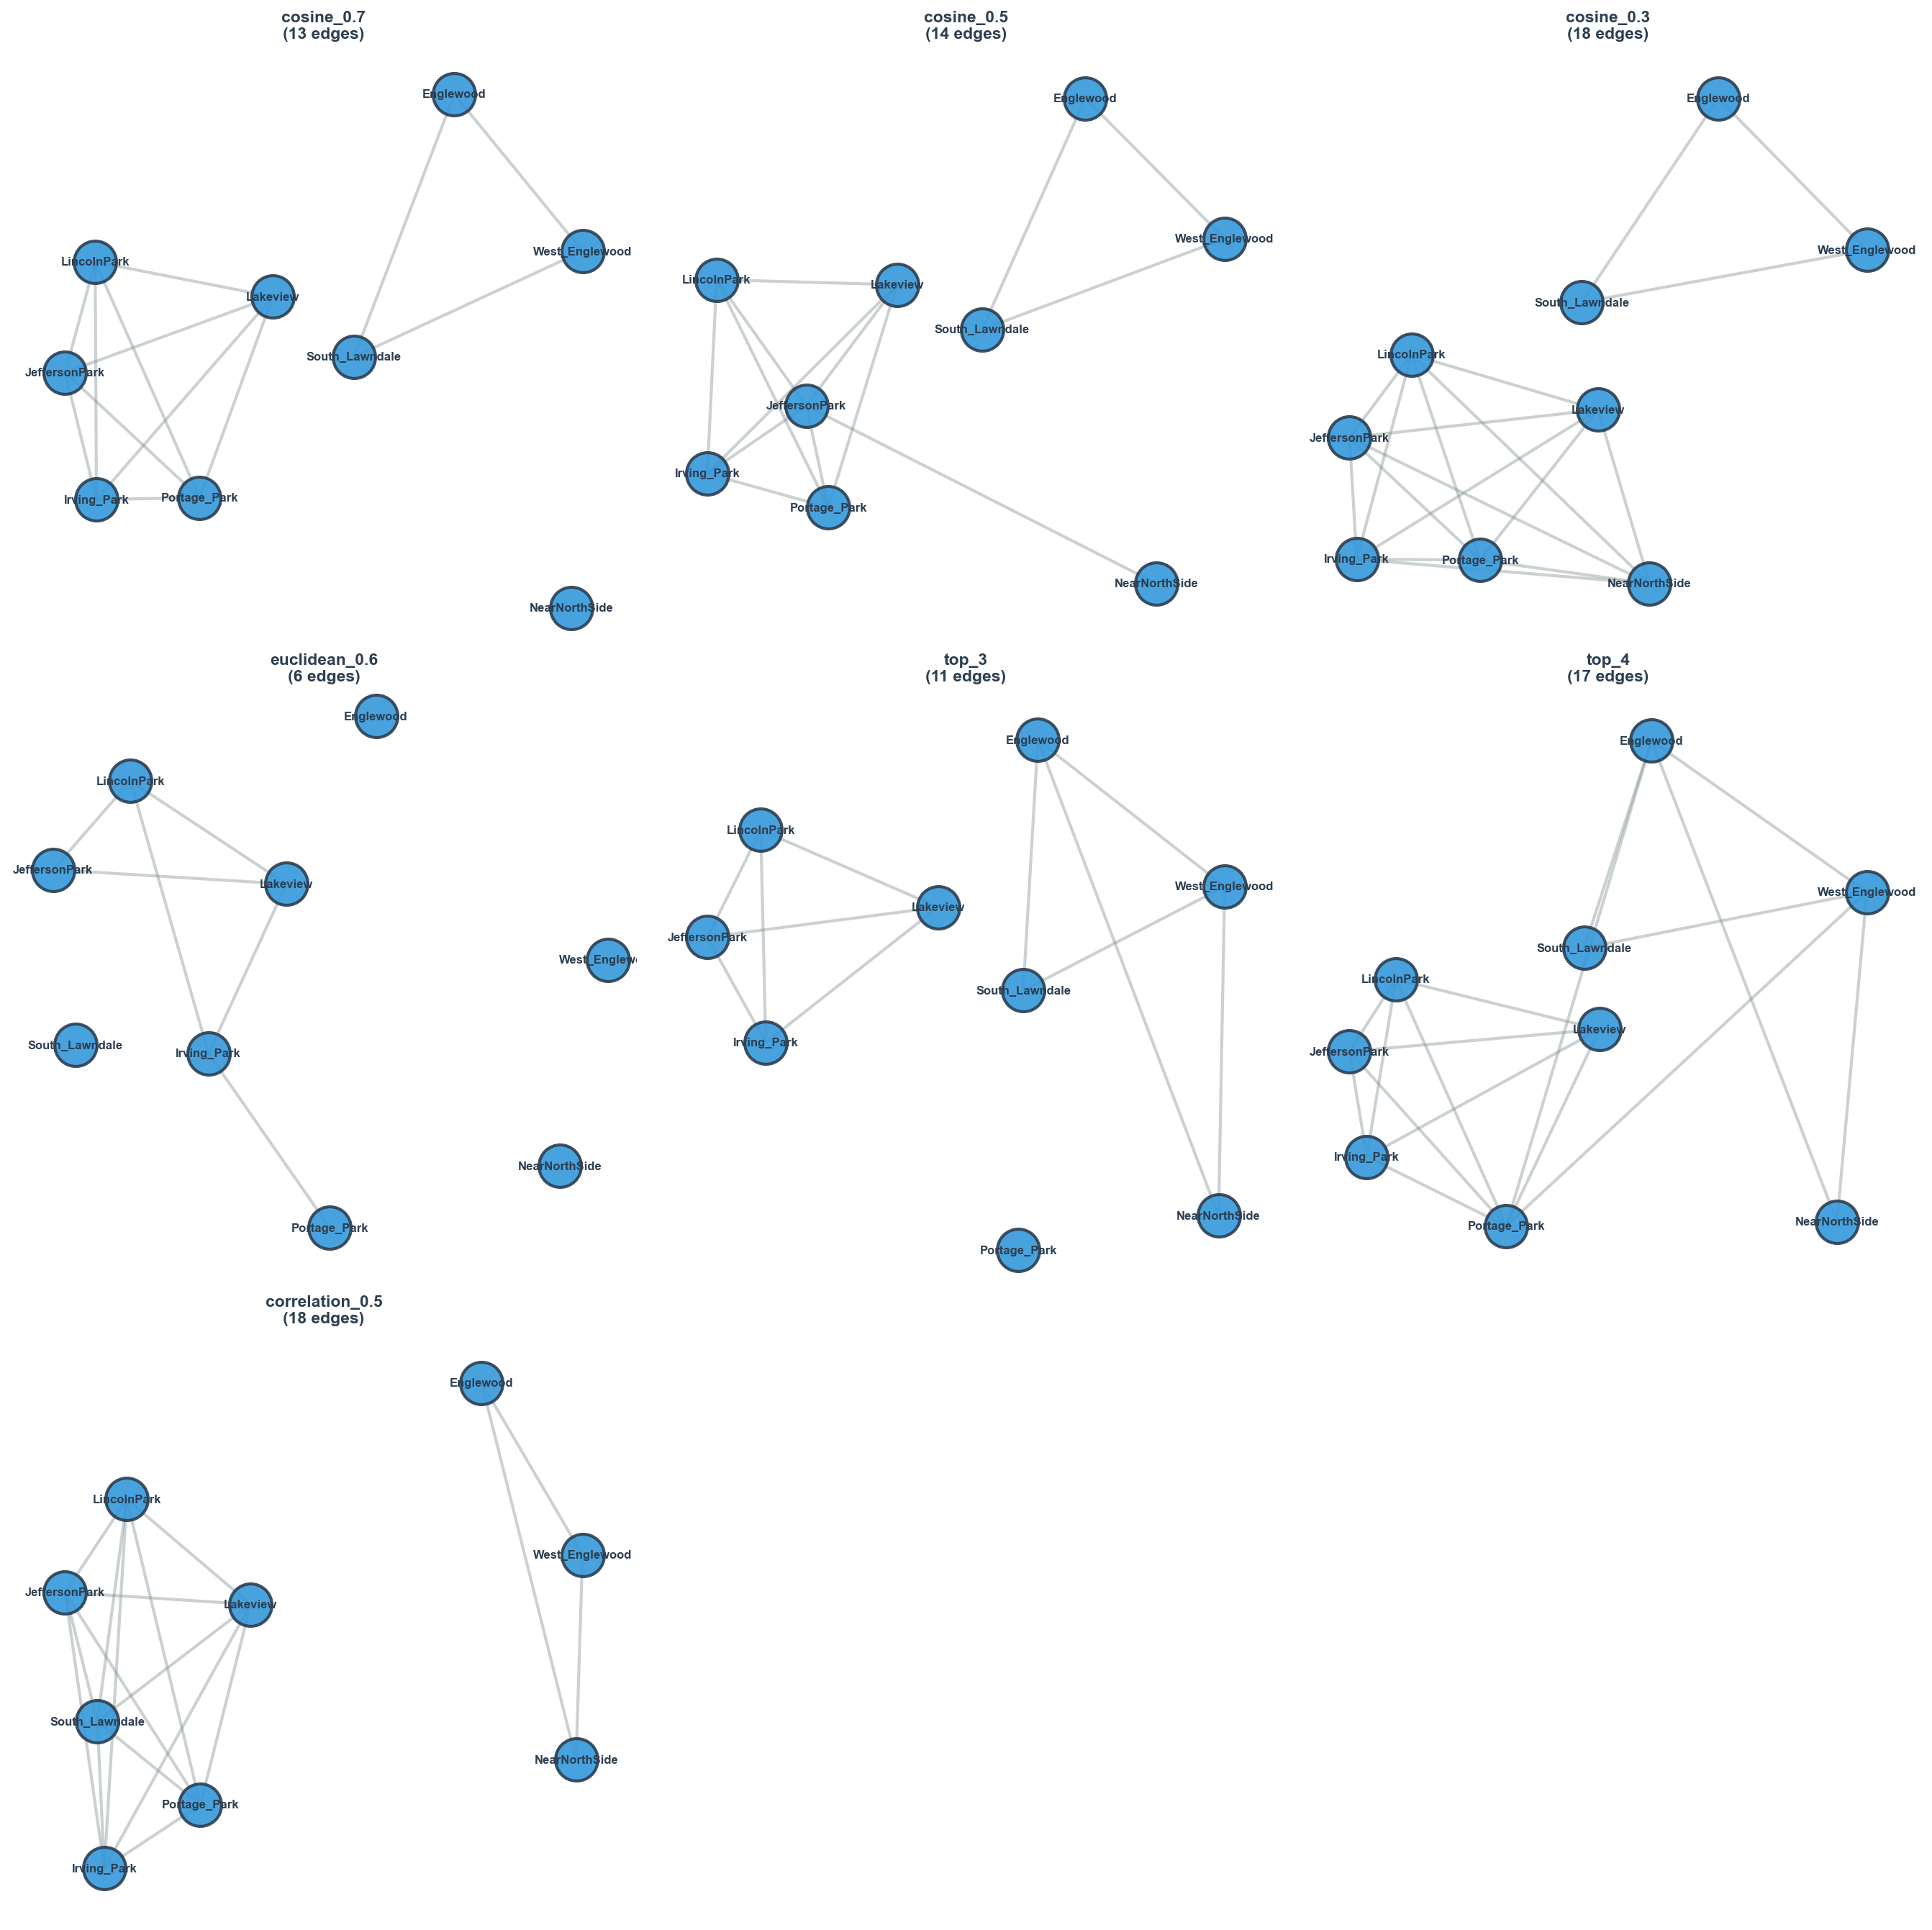 cosine_0.7
(13 edges)
Englewood
LincolnPark
West_Englewood
Lakeview
South_Lawndale
JeffersonPark
Irving_Park
Portage_Park
NearNorthSide
cosine_0.5
(14 edges)
Englewood
West_Englewood
LincolnPark
Lakeview
South_Lawndale
JeffersonPark
Irving_Park
Portage_Park
NearNorthSide
cosine_0.3
(18 edges)
Englewood
West_Englewood
South_Lawndale
LincolnPark
Lakeview
JeffersonPark
Irving_Park
Portage_Park
NearNorthSide
euclidean_0.6
(6 edges)
Englewood
LincolnPark
JeffersonPark
Lakeview
West_Englew
South_Lawndale
Irving_Park
NearNorthSide
Portage_Park
top_3
(11 edges)
Englewood
LincolnPark
West_Englewood
Lakeview
JeffersonPark
South_Lawndale
Irving_Park
NearNorthSide
Portage_Park
top_4
(17 edges)
Englewood
West_Englewood
South_Lawndale
LincolnPark
Lakeview
JeffersonPark
Irving_Park
Portage_Park
NearNorthSide
correlation_0.5
(18 edges)
Englewood
LincolnPark
West_Englewood
JeffersonPark
Lakeview
South_Lawndale
NearNorthSide
Portage_Park
Irving_Park